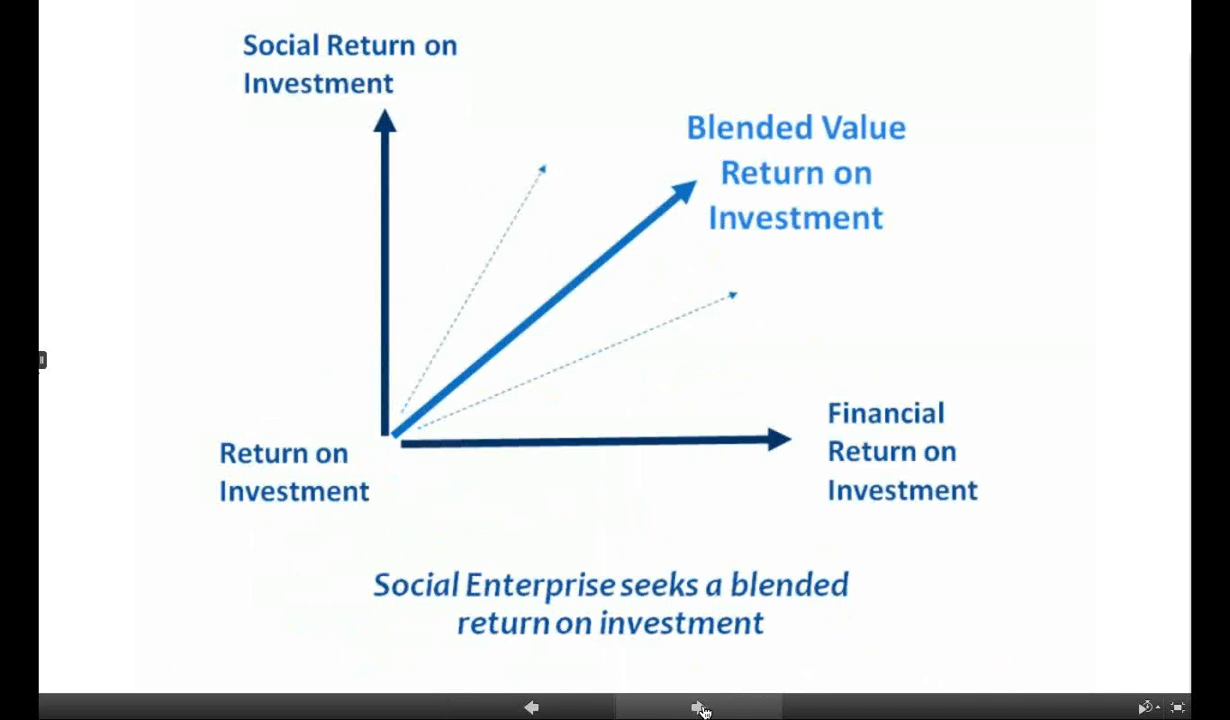 Social Return on
Investment
Blended Value
Return on
Investment
Financial
Return on
Investment
Return on
Investment
Social Enterprise seeks a blended
return on investment